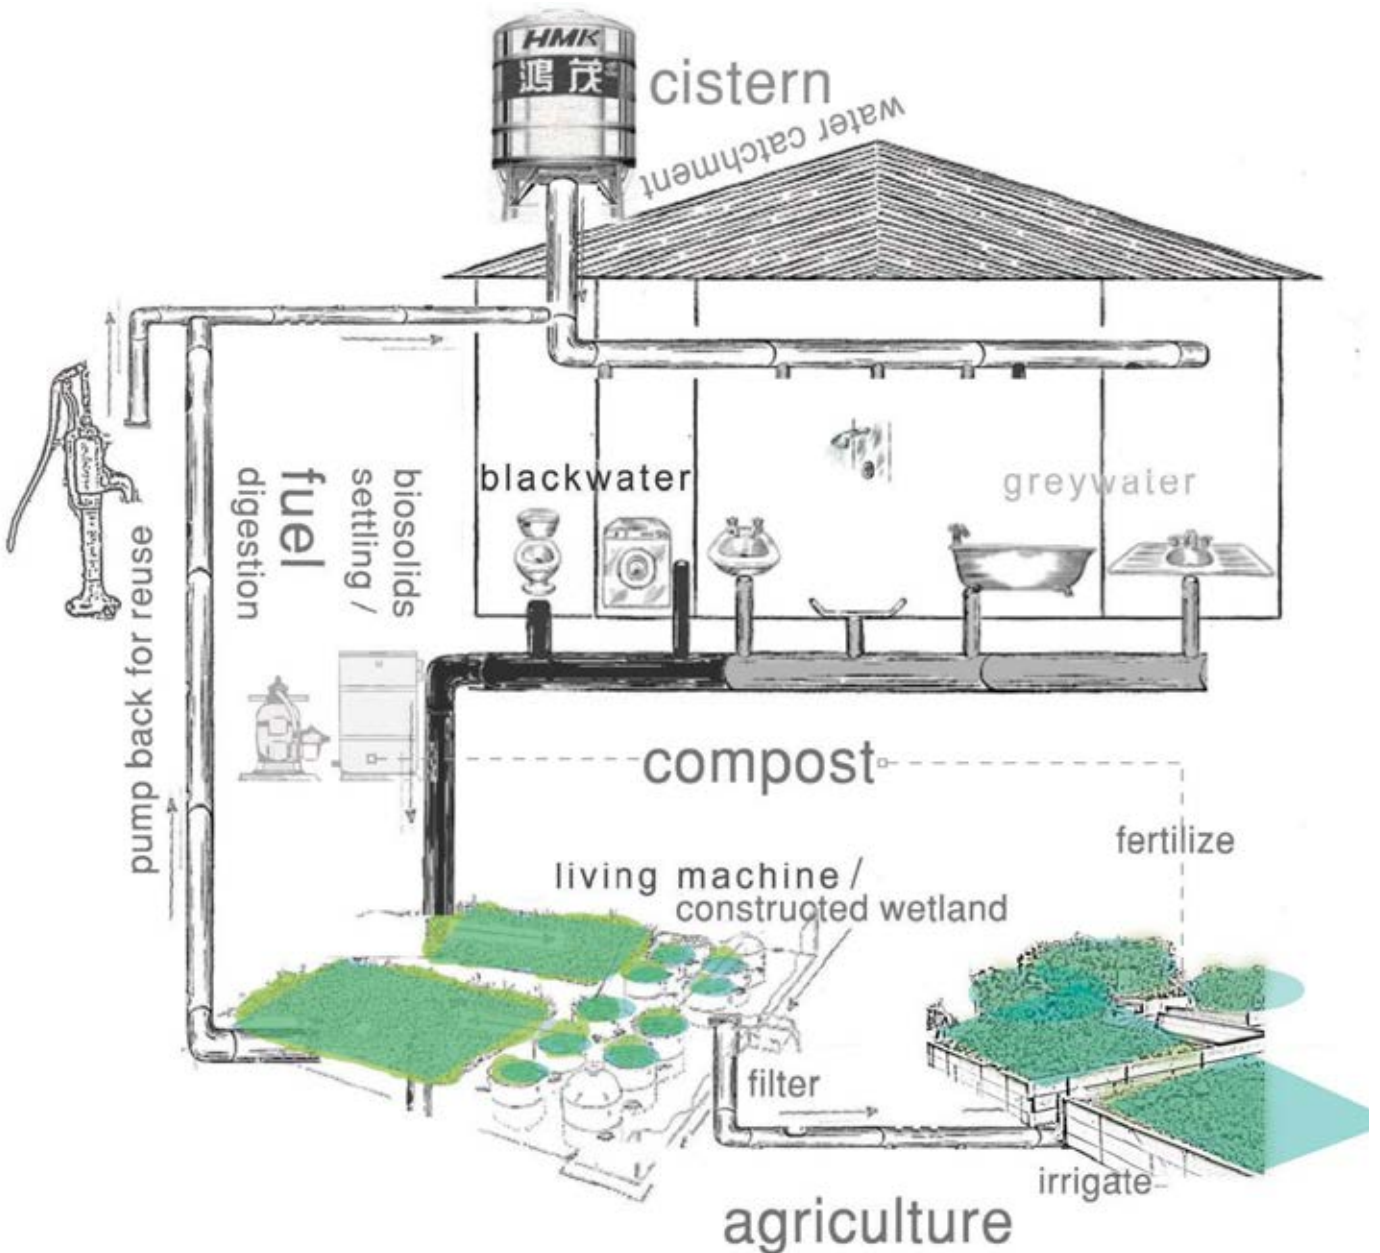 HMK
鴻茂
cistern
water catchment
blackwater
greywater
biosolids
settling /
fuel
digestion
pump back for reuse
compost
fertilize
living machine /
constructed wetland
filter
irrigate
agriculture